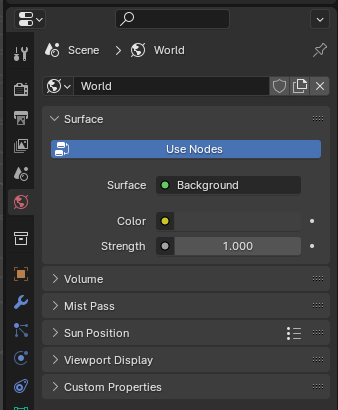 Scene > World
World
Surface
Use Nodes
Surface Background
Color
Strength 1.000
Volume
Mist Pass
Sun Position
Viewport Display
Custom Properties